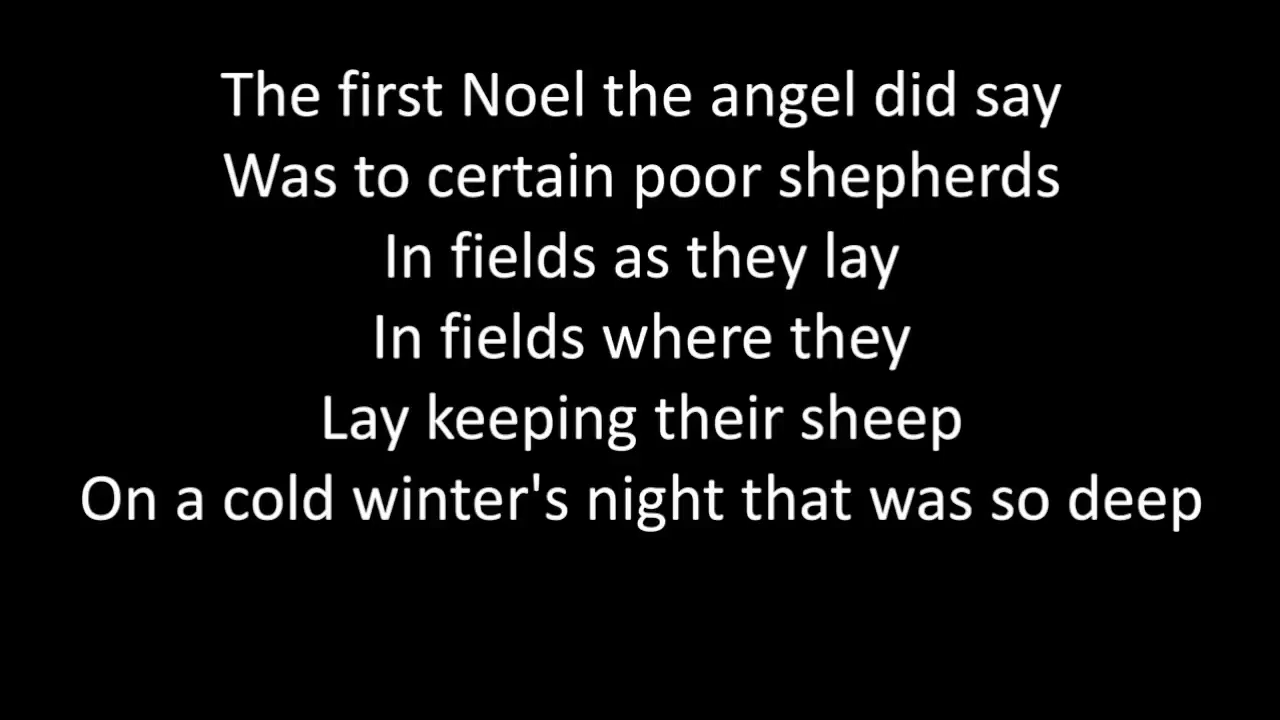 The first Noel the angel did say
Was to certain poor shepherds
In fields as they lay
In fields where they
Lay keeping their sheep
On a cold winter's night that was so deep